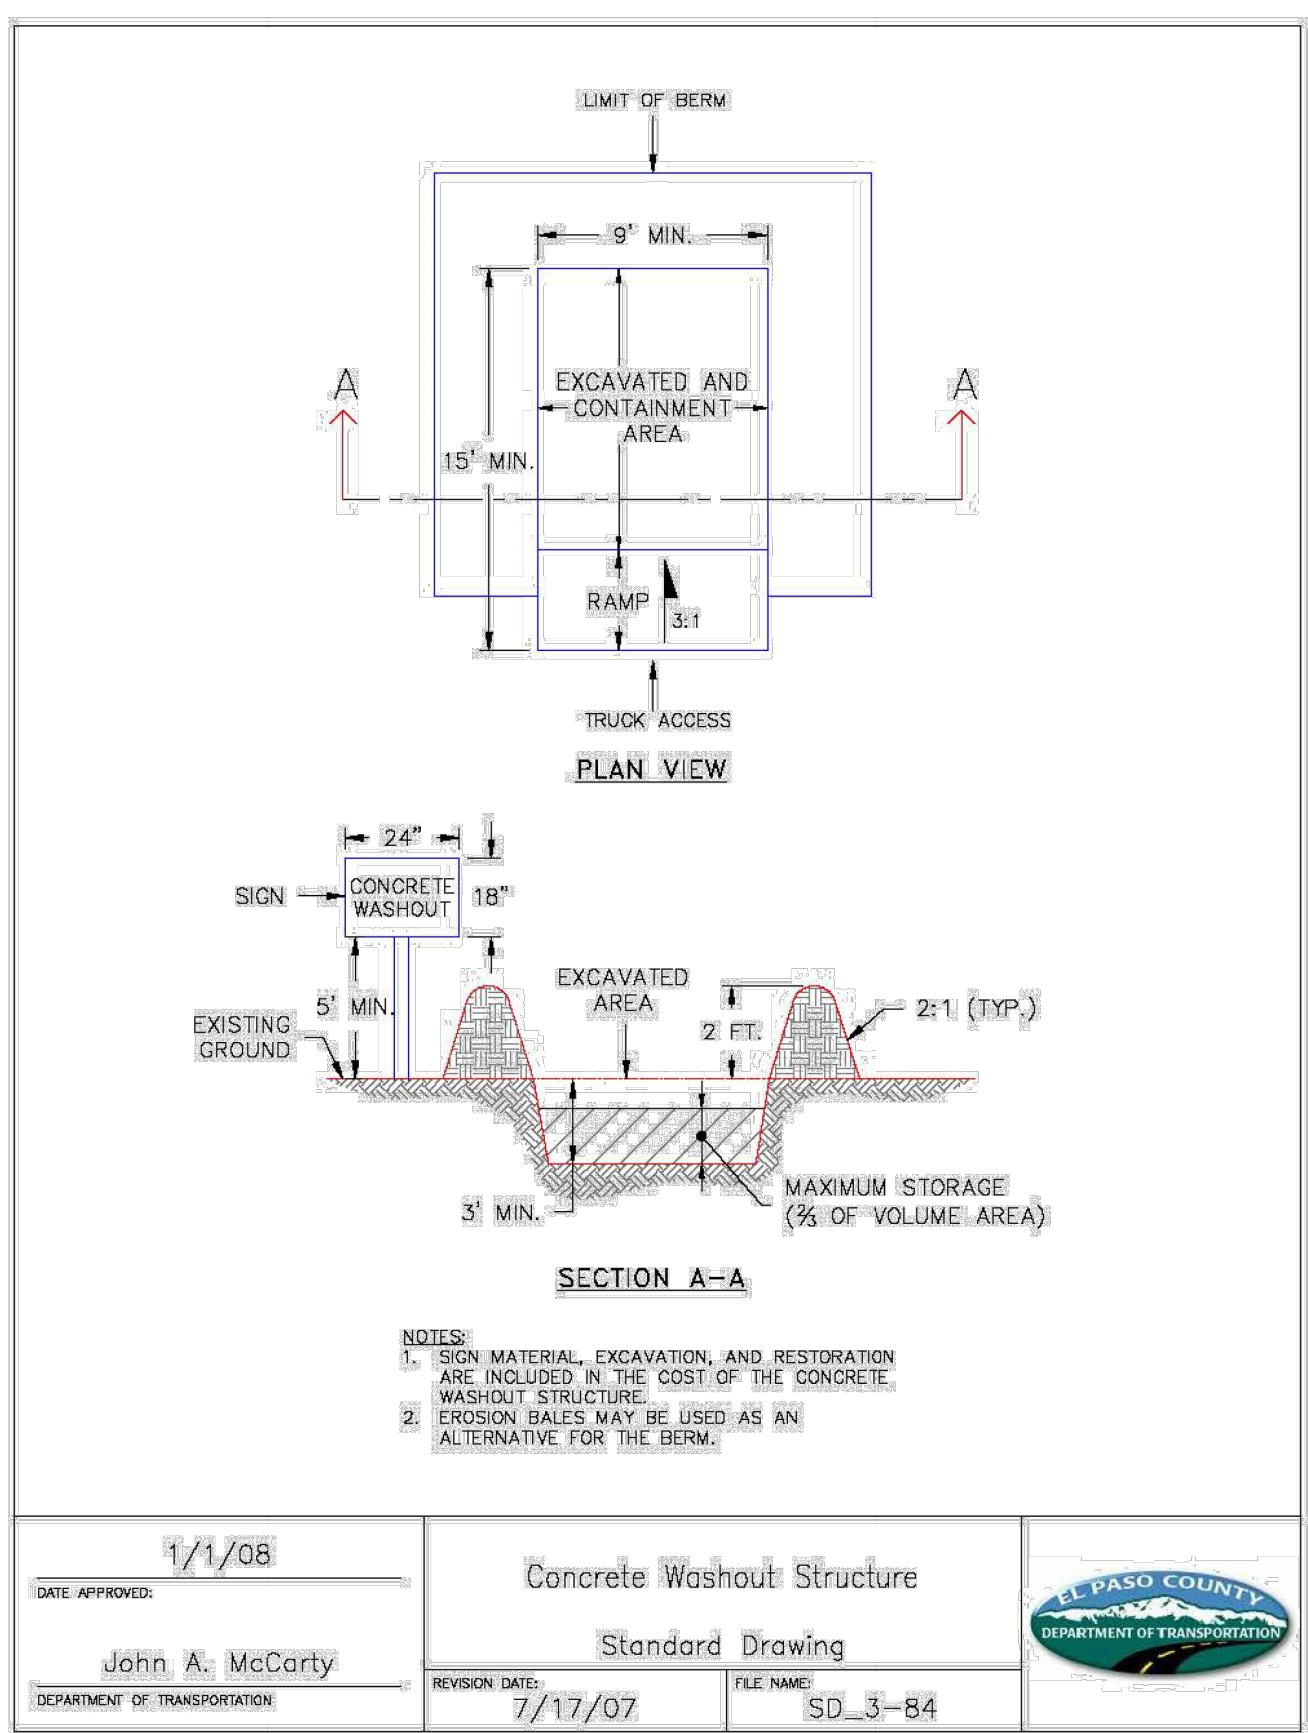 LIMIT OF BERM
9' MIN.
A
A
EXCAVATED AND
CONTAINMENT
AREA
15' MIN.
RAMP
3:1
TRUCK ACCESS
PLAN VIEW
24"
SIGN
CONCRETE
WASHOUT
18"
5' MIN.
EXISTING
GROUND
EXCAVATED
AREA
2 FT.
2:1 (TYP.)
3' MIN.
MAXIMUM STORAGE
(⅔ OF VOLUME AREA)
SECTION A-A
NOTES:
1. SIGN MATERIAL, EXCAVATION, AND RESTORATION
ARE INCLUDED IN THE COST OF THE CONCRETE
WASHOUT STRUCTURE.
2. EROSION BALES MAY BE USED AS AN
ALTERNATIVE FOR THE BERM.
1/1/08
DATE APPROVED:
John A. McCarty
DEPARTMENT OF TRANSPORTATION
Concrete Washout Structure
Standard Drawing
REVISION DATE:
7/17/07
FILE NAME:
SD_3-84
EL PASO COUNTY
DEPARTMENT OF TRANSPORTATION